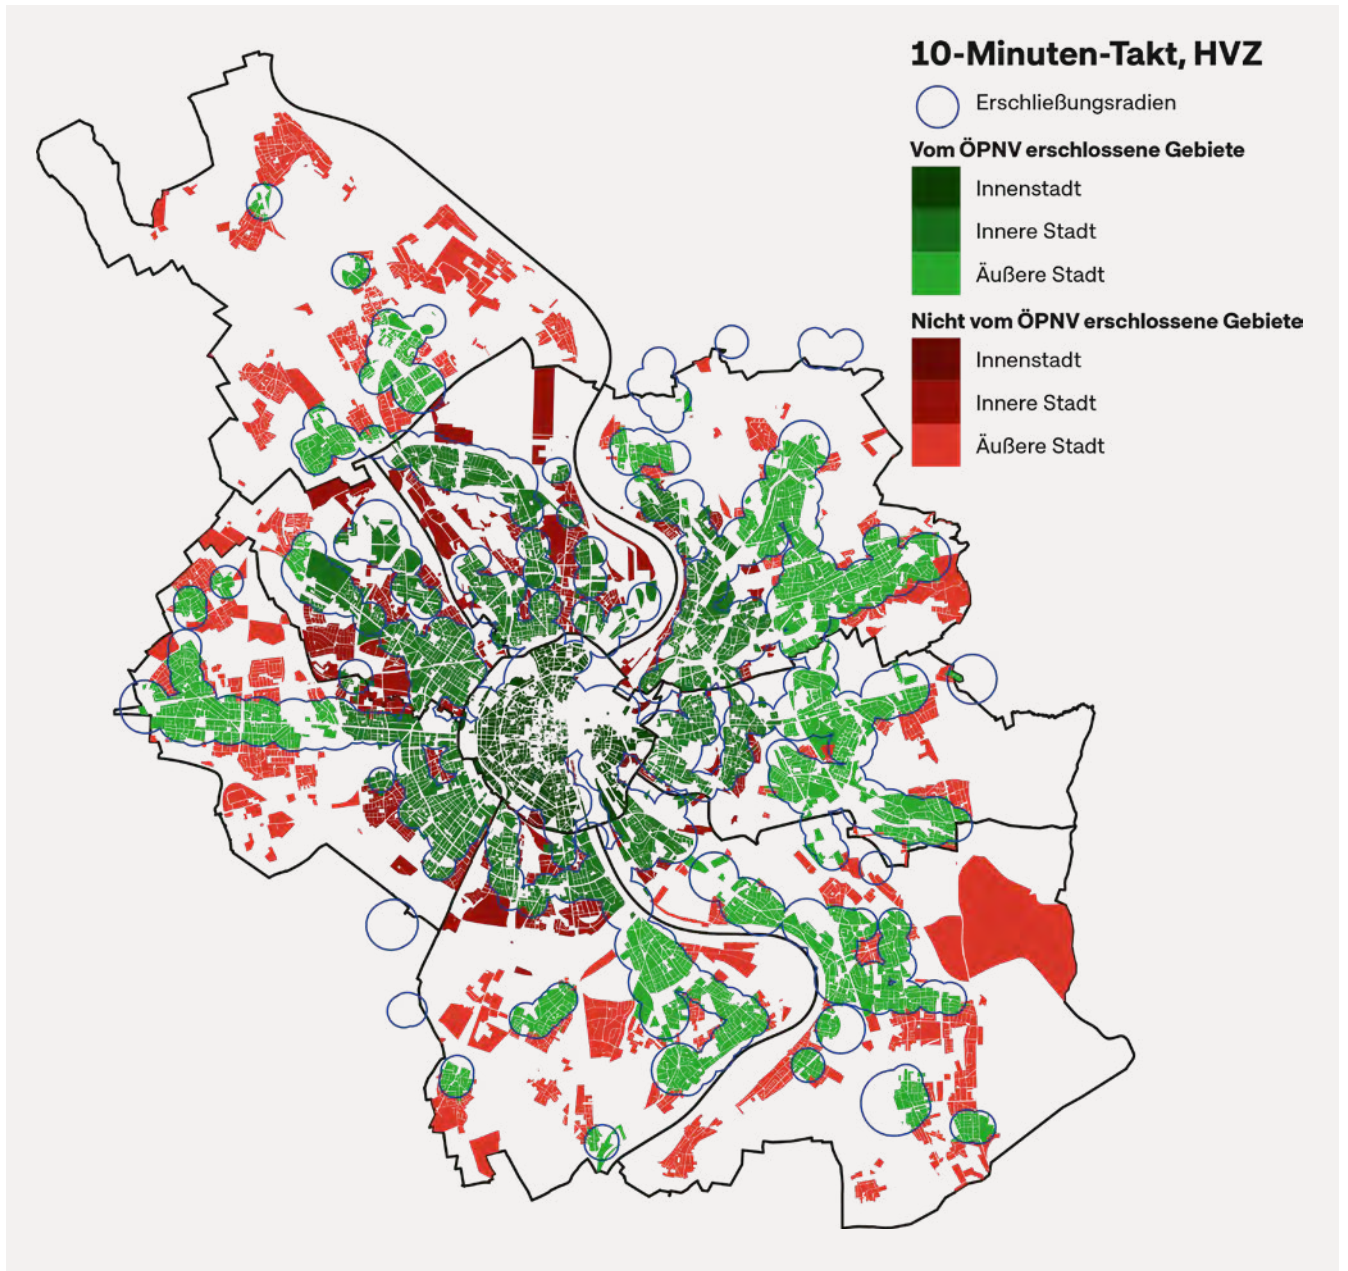 10-Minuten-Takt, HVZ
Erschließungsradien
Vom ÖPNV erschlossene Gebiete
Innenstadt
Innere Stadt
Äußere Stadt
Nicht vom ÖPNV erschlossene Gebiete
Innenstadt
Innere Stadt
Äußere Stadt